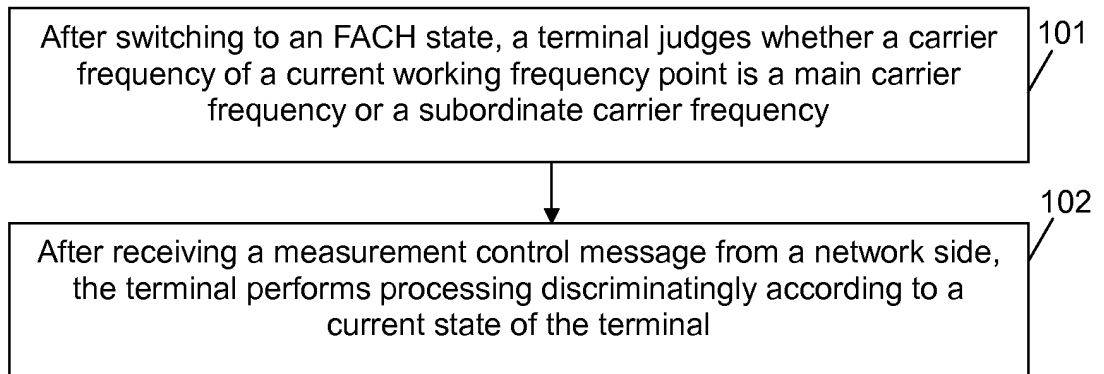 After switching to an FACH state, a terminal judges whether a carrier
frequency of a current working frequency point is a main carrier
frequency or a subordinate carrier frequency
101
After receiving a measurement control message from a network side,
the terminal performs processing discriminatingly according to a
current state of the terminal
102